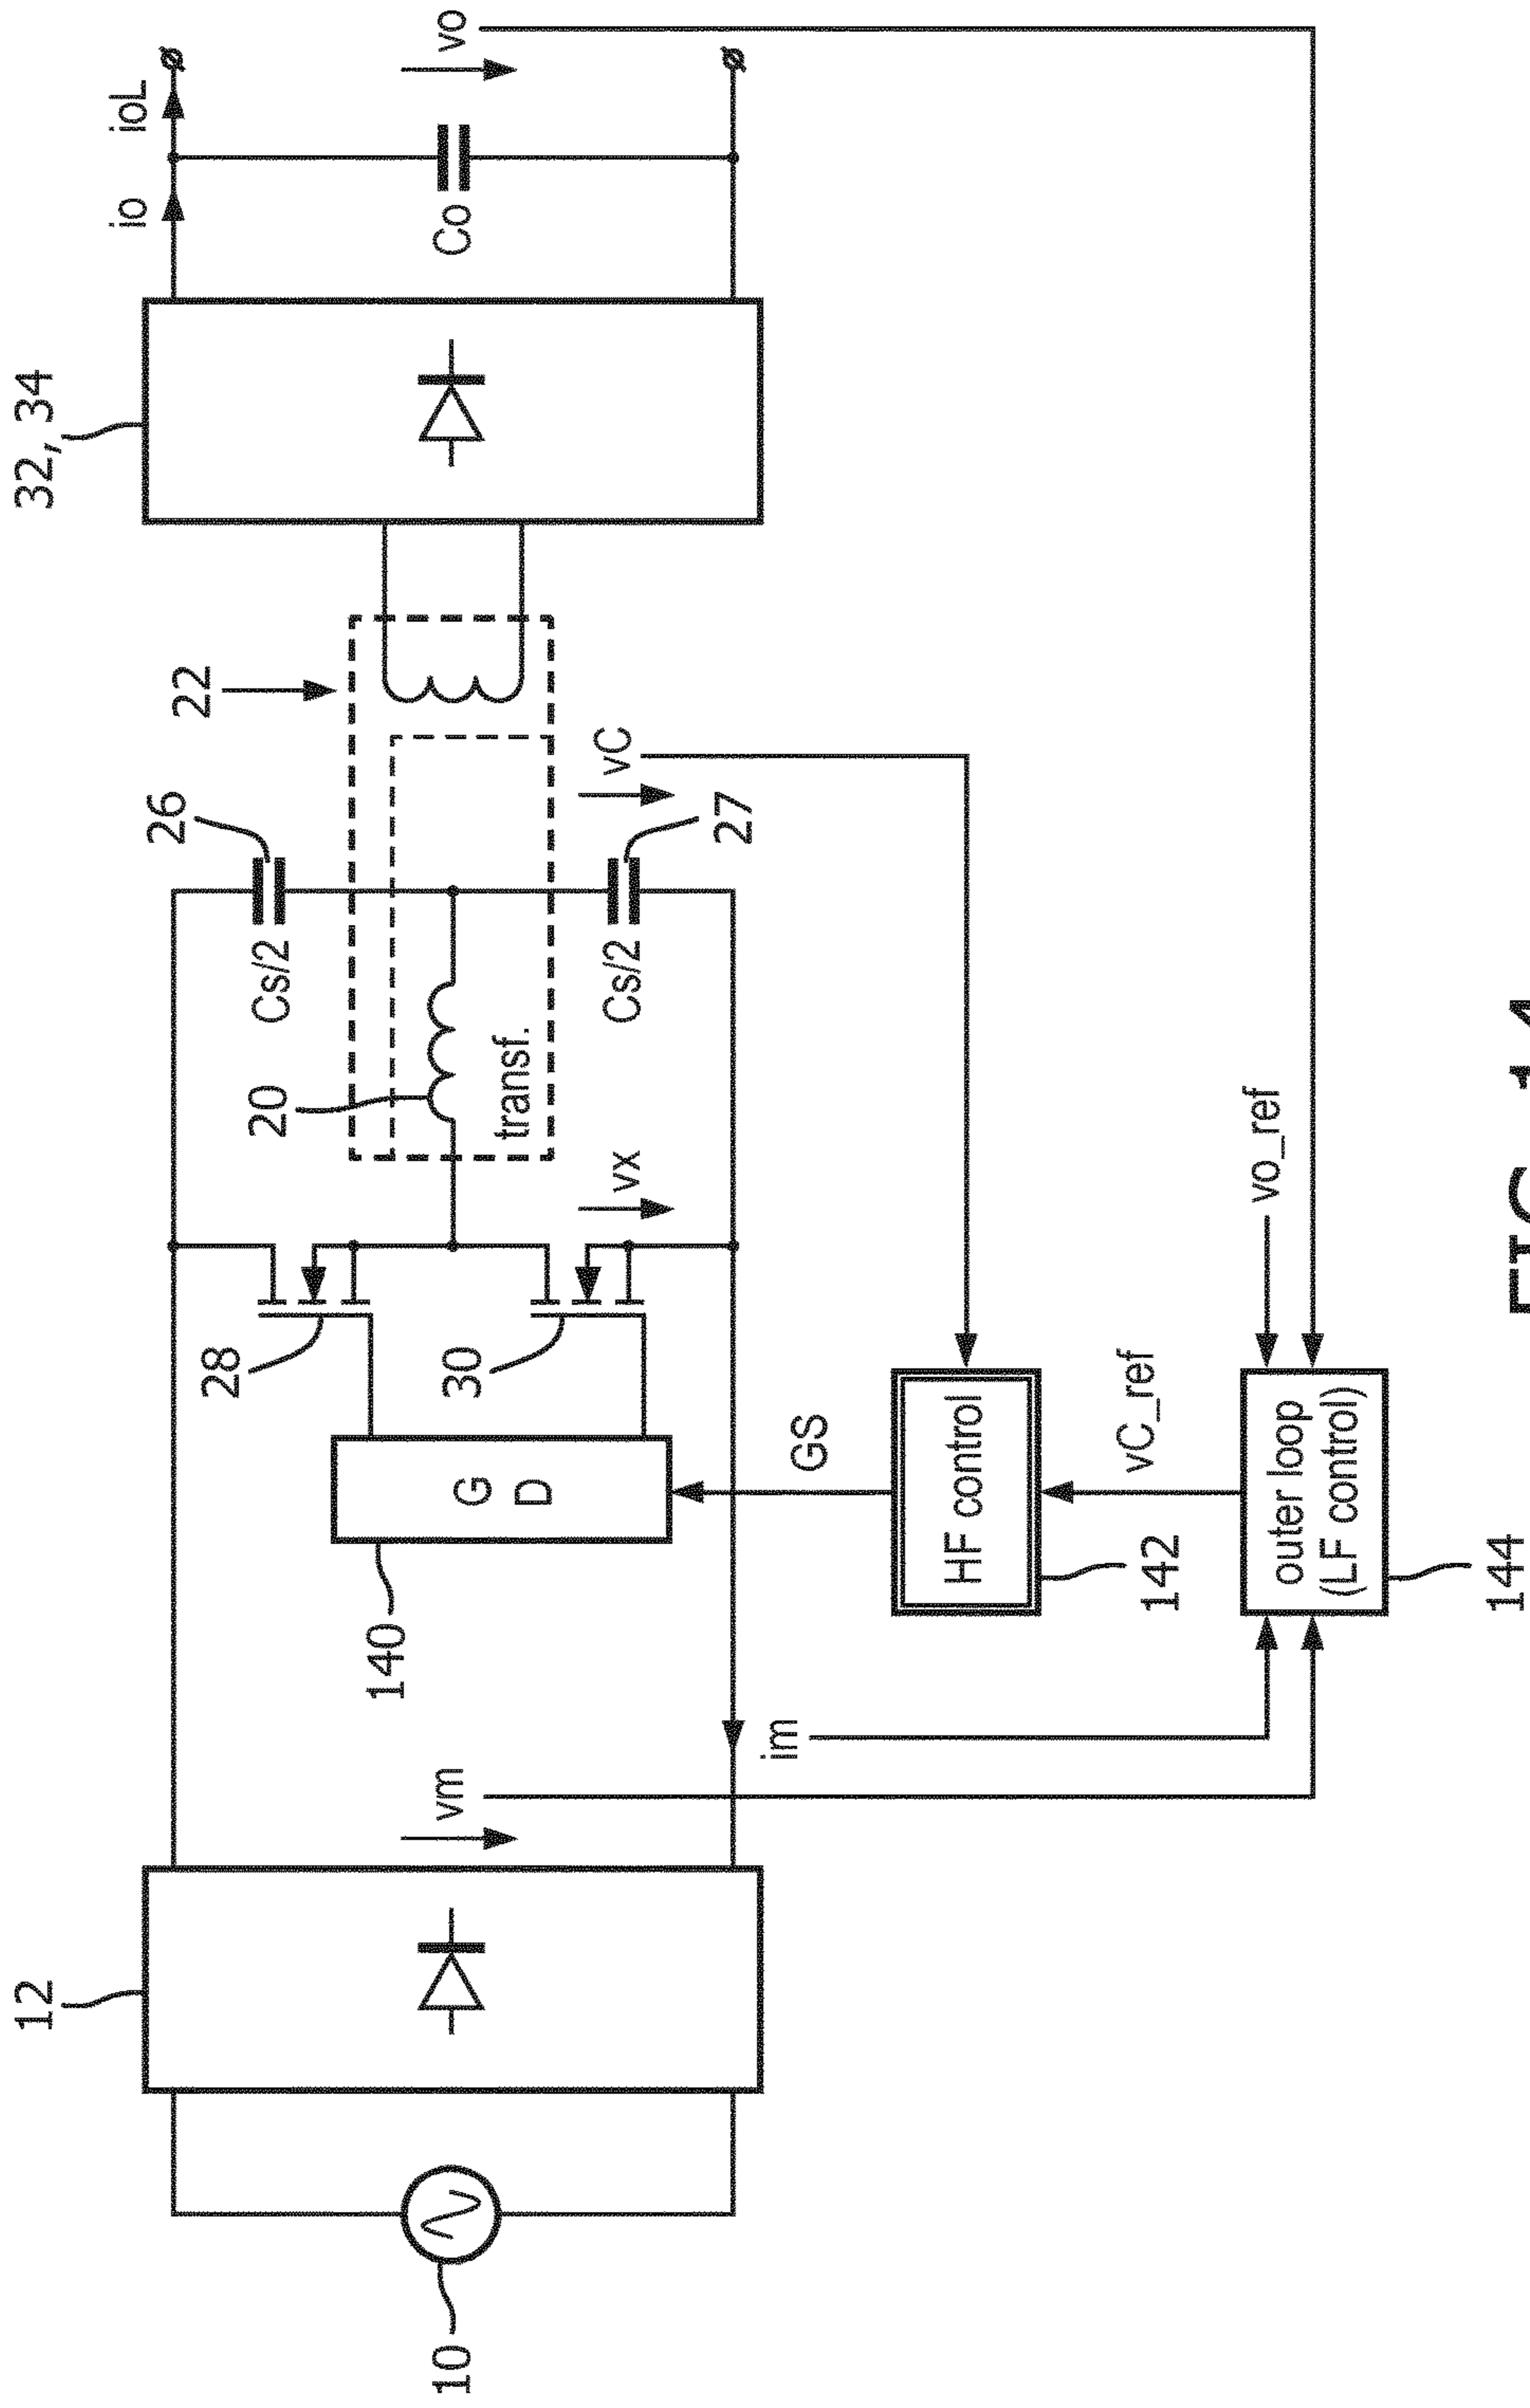 10
12
vm
im
140
G
D
28
30
GS
HF control
142
vC_ref
outer loop
(LF control)
144
vo_ref
vx
20
transf.
26
Cs/2
Cs/2
27
vC
22
32, 34
io
ioL
Co
vo